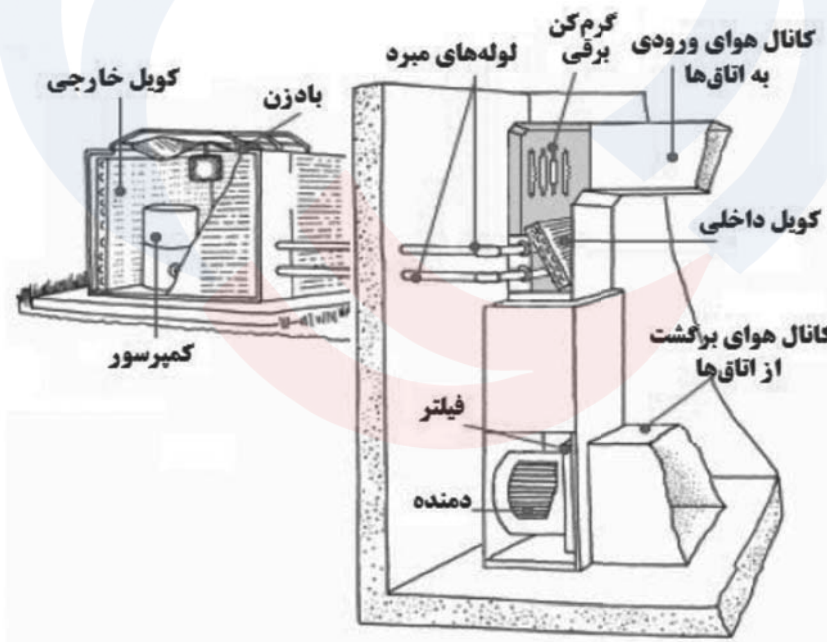 کانال هوای ورودی
به اتاق‌ها
گرم‌کن
برقی
لوله‌های مبرد
بادزن
کویل خارجی
کویل داخلی
کانال هوای برگشت
از اتاق‌ها
کمپرسور
فیلتر
دمنده